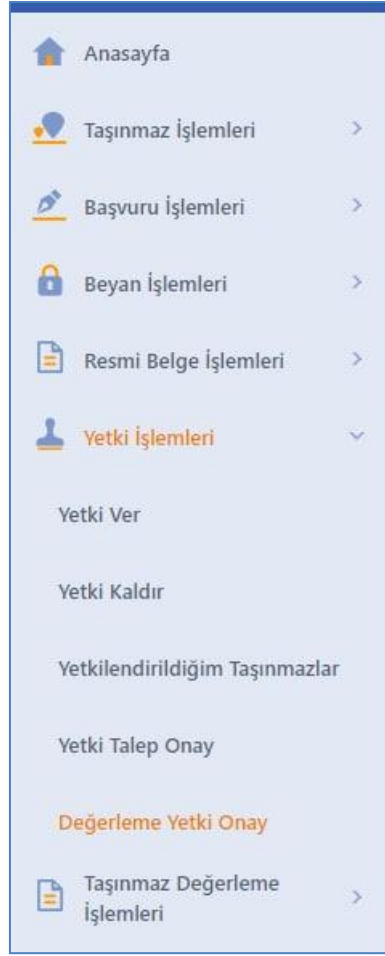 Anasayfa
Taşınmaz İşlemleri
Başvuru İşlemleri
Beyan İşlemleri
Resmi Belge İşlemleri
Yetki İşlemleri
Yetki Ver
Yetki Kaldır
Yetkilendirildiğim Taşınmazlar
Yetki Talep Onay
Değerleme Yetki Onay
Taşınmaz Değerleme
İşlemleri